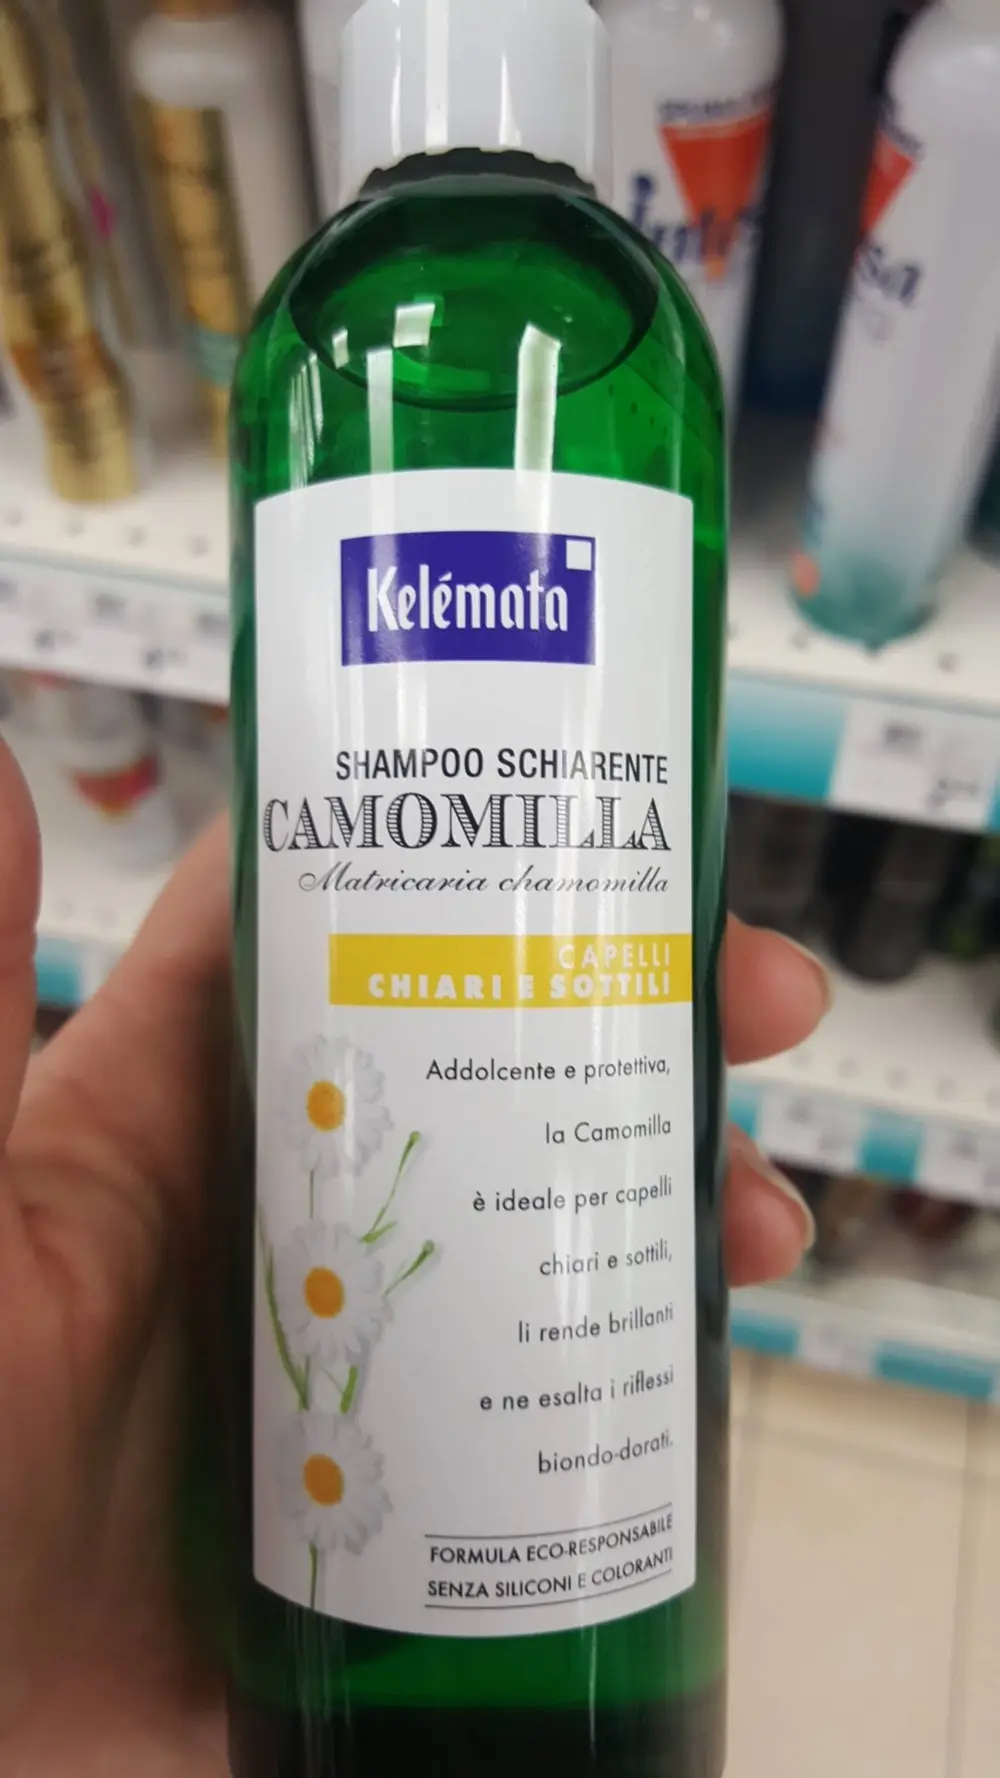 Kelémata
SHAMPOO SCHIARENTE
CAMOMILLA
Matricaria chamomilla
CAPELLI
CHIARI E SOTTILI
Addolcente e protettiva,
la Camomilla
è ideale per capelli
chiari e sottili,
li rende brillanti
e ne esalta i riflessi
biondo-dorati.
FORMULA ECO-RESPONSABILE
SENZA SILICONI E COLORANTI